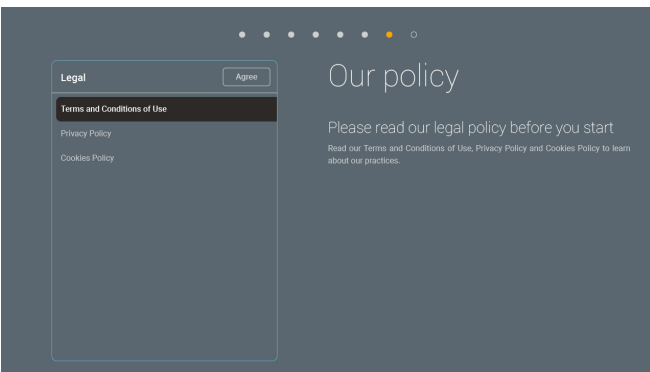 Legal
Agree
Terms and Conditions of Use
Privacy Policy
Cookies Policy
Our policy
Please read our legal policy before you start
Read our Terms and Conditions of Use, Privacy Policy and Cookies Policy to learn
about our practices.